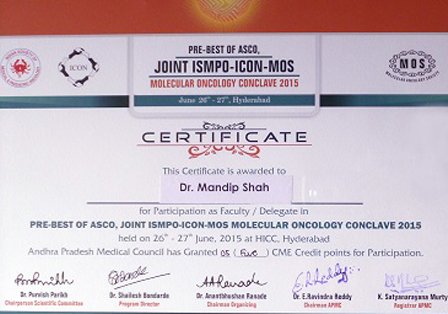 PRE-BEST OF ASCO,
JOINT ISMPO-ICON-MOS
MOLECULAR ONCOLOGY CONCLAVE 2015
June 26th - 27th, Hyderabad
ICON
MOS
MOLECULAR ONCOLOGY SOCIETY
CERTIFICATE
This Certificate is awarded to
Dr. Mandip Shah
for Participation as Faculty / Delegate in
PRE-BEST OF ASCO, JOINT ISMPO-ICON-MOS MOLECULAR ONCOLOGY CONCLAVE 2015
held on 26th - 27th June, 2015 at HICC, Hyderabad
Andhra Pradesh Medical Council has Granted 05 (Five) CME Credit points for Participation.
Dr. Purvish Parikh
Chairperson Scientific Committee
Dr. Shailesh Bondarde
Program Director
Dr. Ananthbhushan Ranade
Chairman Organizing
Dr. E.Ravindra Reddy
Chairman APMC
K. Satyanarayana Murty
Registrar APMC